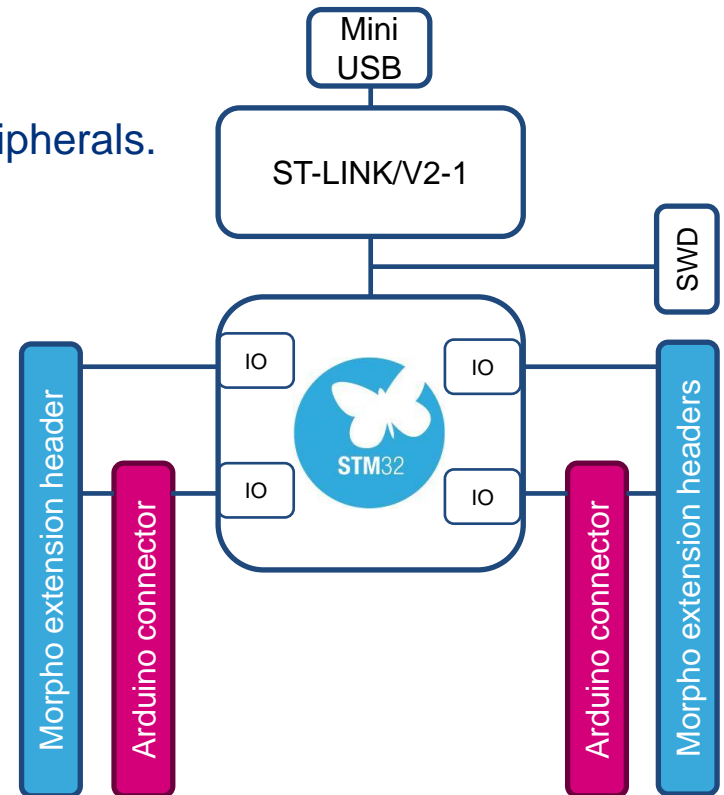 Mini
USB
ipherals.
ST-LINK/V2-1
SWD
IO
IO
STM32
IO
IO
Morpho extension header
Arduino connector
Arduino connector
Morpho extension headers